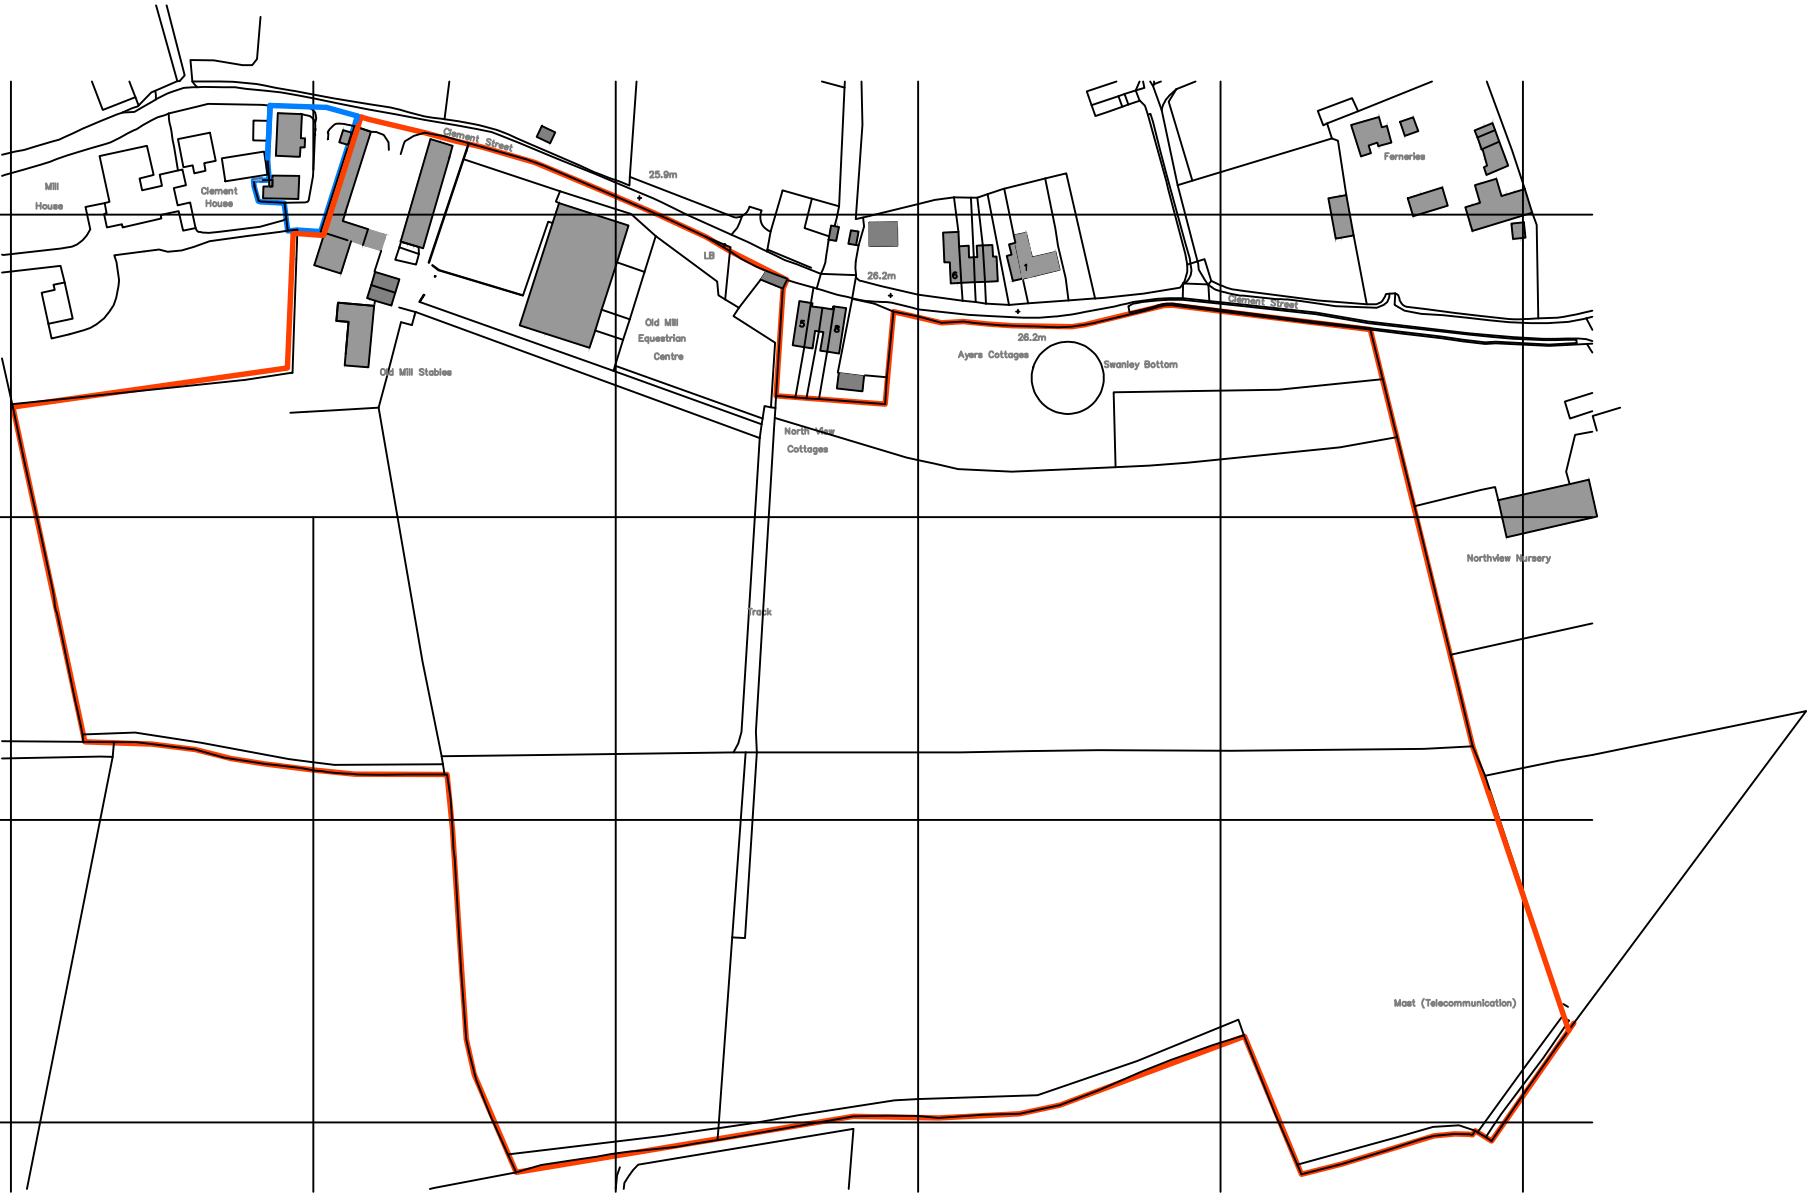 Clement Street
25.9m
Ferneries
Mill
House
Clement
House
LB
26.2m
6
1
Clement Street
5
8
Old Mill
Equestrian
Centre
26.2m
Ayers Cottages
Swanley Bottom
Old Mill Stables
North View
Cottages
Northview Nursery
Track
Mast (Telecommunication)